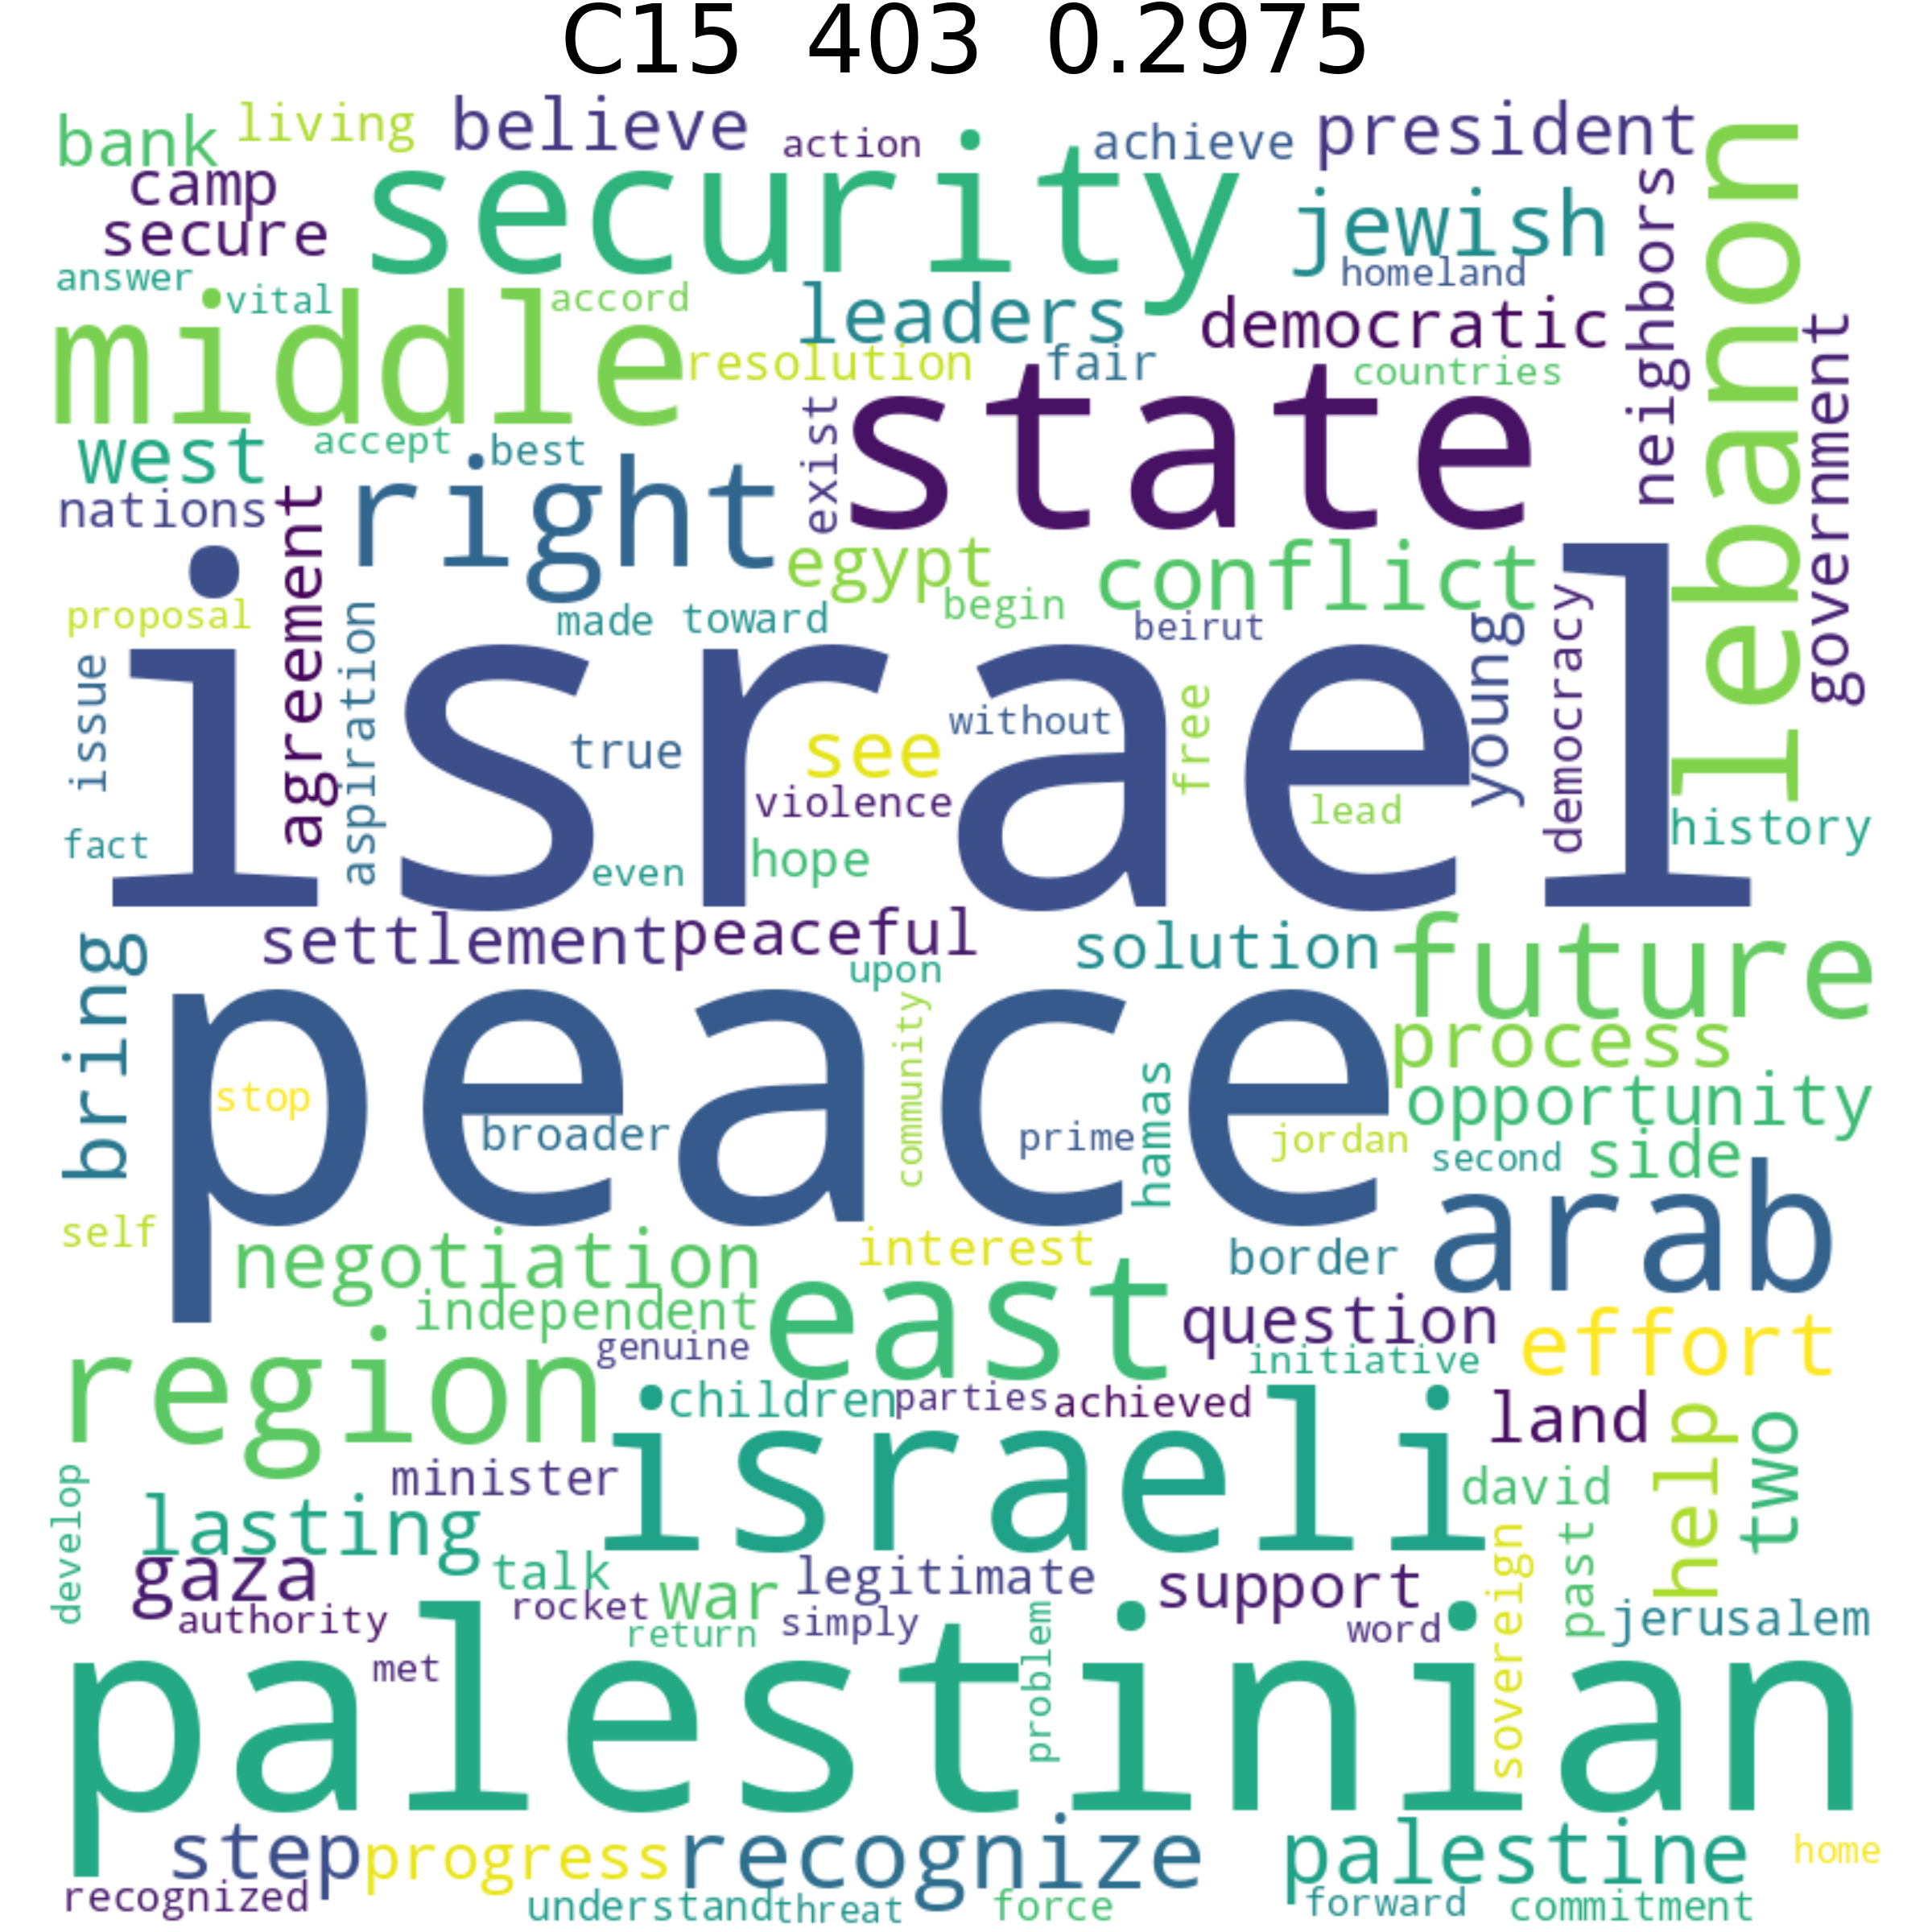 C15 403 0.2975
bank living believe action achieve president
camp
secure security jewish neighbors lebanon
answer vital accord leaders homeland
middle resolution fair democratic countries government
west accept best exist state
nations agreement right egypt conflict
proposal aspiration made toward begin beirut young democracy
issue israel
true see without free
violence lead
fact even hope history
bring settlement peaceful solution future
upon
peace community process
stop hamas opportunity
broader prime jordan second side
self arab
negotiation interest border
independent east question effort
region genuine initiative
children parties achieved land help two
develop minister israeli david
lasting
gaza talk war legitimate support sovereign past
authority rocket return simply word jerusalem
met problem
palestinian
step progress recognize palestine home
recognized understand threat force forward commitment